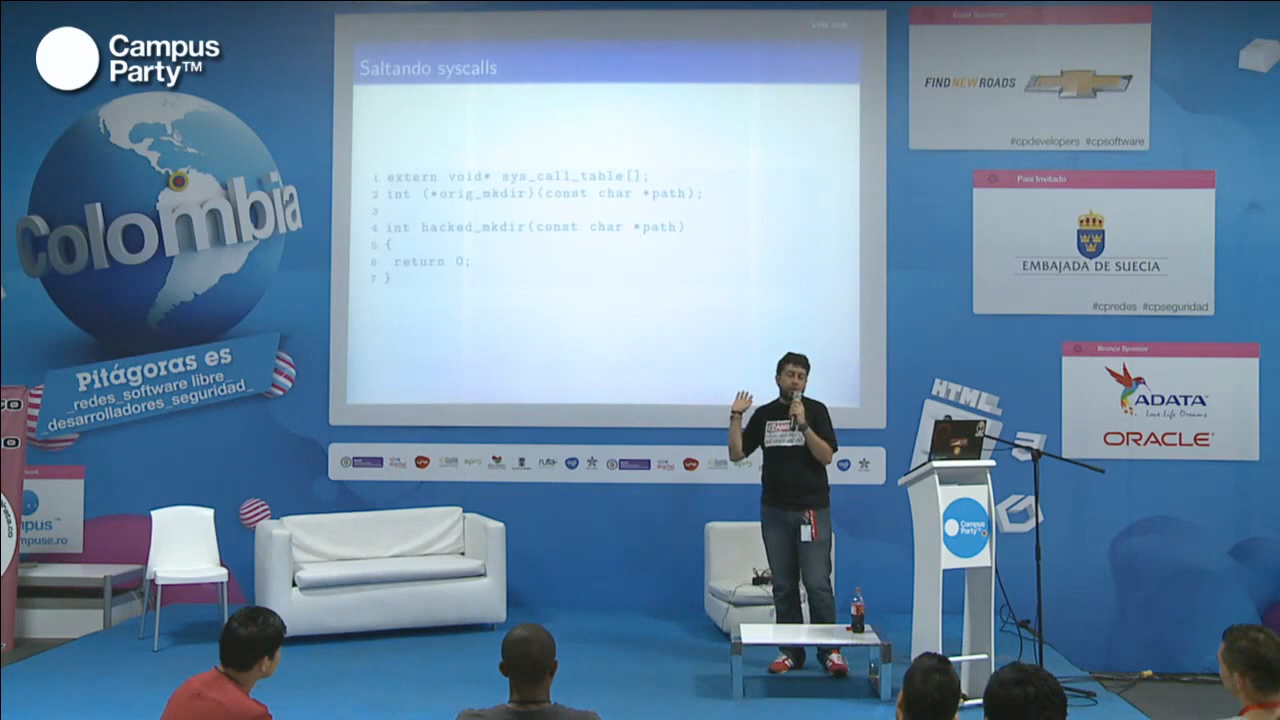 Campus
Party™
Colombia
Pitágoras es
_redes_software libre_
_desarrolladores_seguridad_
Saltando syscalls
1 extern void* sys_call_table[];
2 int (*orig_mkdir)(const char *path);
3
4 int hacked_mkdir(const char *path)
5 {
6 return 0;
7 }
FIND NEW ROADS
#cpdevelopers #cpsoftware
País Invitado
EMBAJADA DE SUECIA
#cpredes #cpseguridad
Bronce Sponsor
ADATA
Love Life Dreams
ORACLE
HTML
Campus
Party